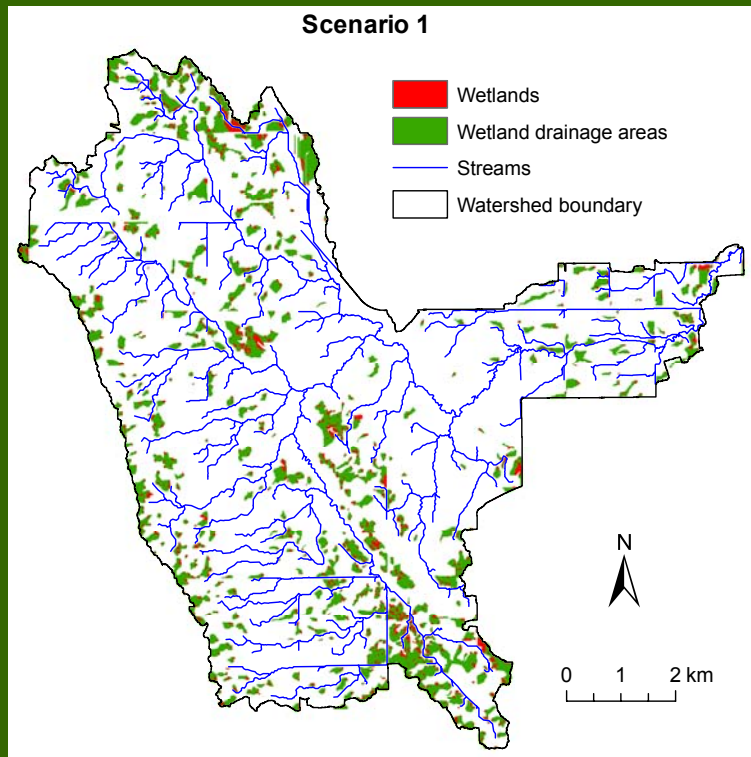 Scenario 1
Wetlands
Wetland drainage areas
Streams
Watershed boundary
N
0 1 2 km